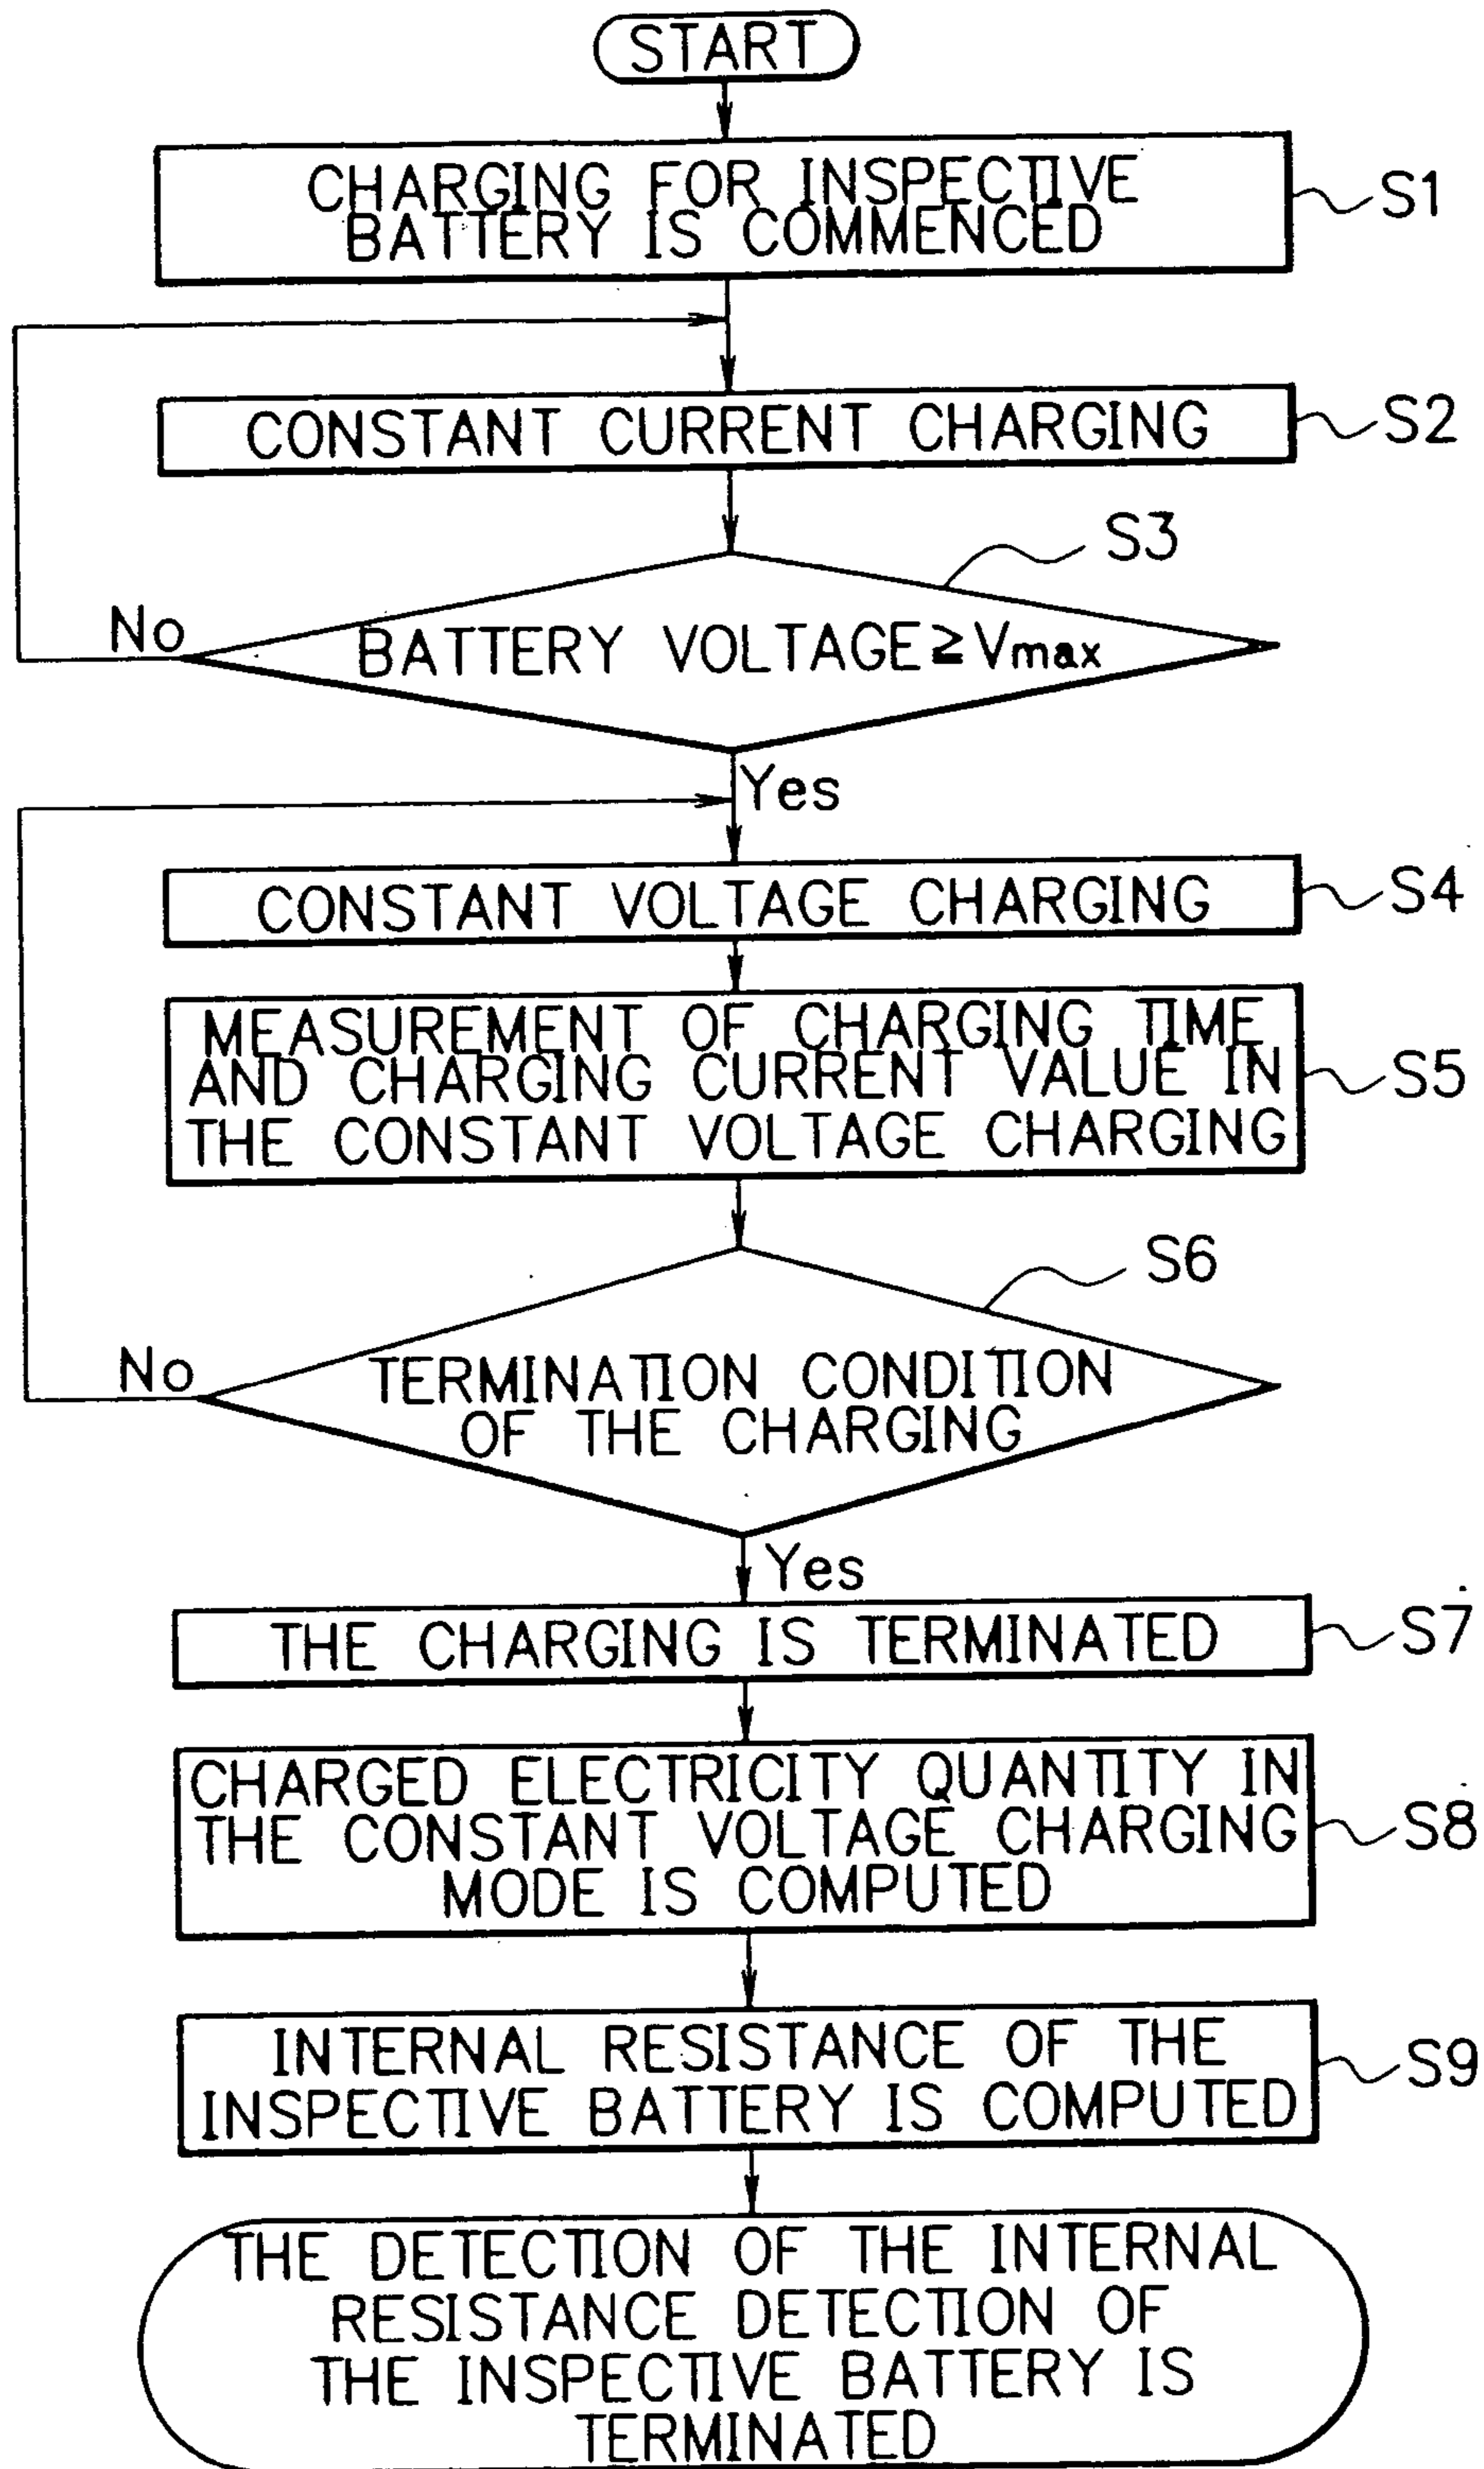 START
CHARGING FOR INSPECTIVE
BATTERY IS COMMENCED
S1
CONSTANT CURRENT CHARGING
S2
S3
No
BATTERY VOLTAGE≧Vmax
Yes
CONSTANT VOLTAGE CHARGING
S4
MEASUREMENT OF CHARGING TIME
AND CHARGING CURRENT VALUE IN
THE CONSTANT VOLTAGE CHARGING
S5
S6
No
TERMINATION CONDITION
OF THE CHARGING
Yes
THE CHARGING IS TERMINATED
S7
CHARGED ELECTRICITY QUANTITY IN
THE CONSTANT VOLTAGE CHARGING
MODE IS COMPUTED
S8
INTERNAL RESISTANCE OF THE
INSPECTIVE BATTERY IS COMPUTED
S9
THE DETECTION OF THE INTERNAL
RESISTANCE DETECTION OF
THE INSPECTIVE BATTERY IS
TERMINATED